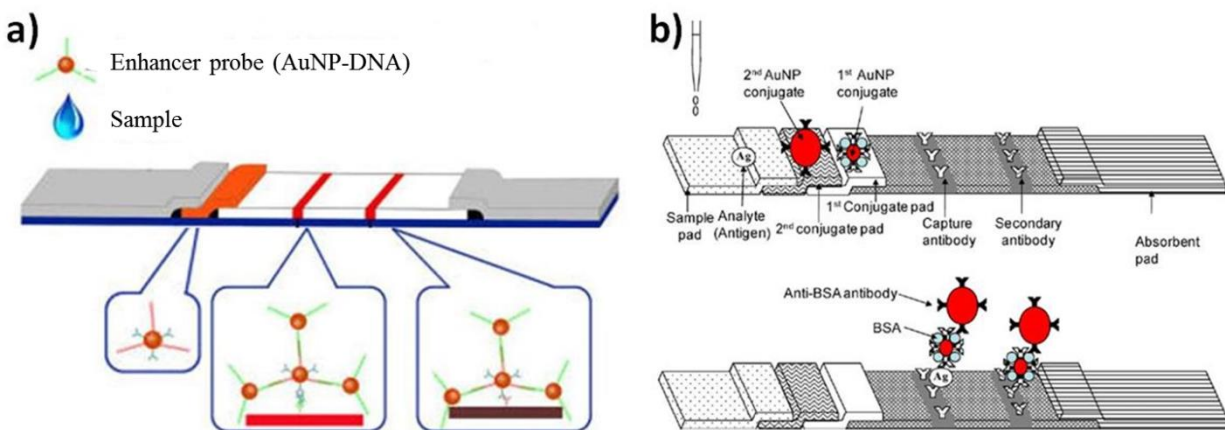 a)
Enhancer probe (AuNP-DNA)
Sample
b)
2nd AuNP
conjugate
1st AuNP
conjugate
Ag
Sample
pad
Analyte
(Antigen)
2nd conjugate pad
1st Conjugate pad
Capture
antibody
Secondary
antibody
Absorbent
pad
Anti-BSA antibody
BSA
Ag